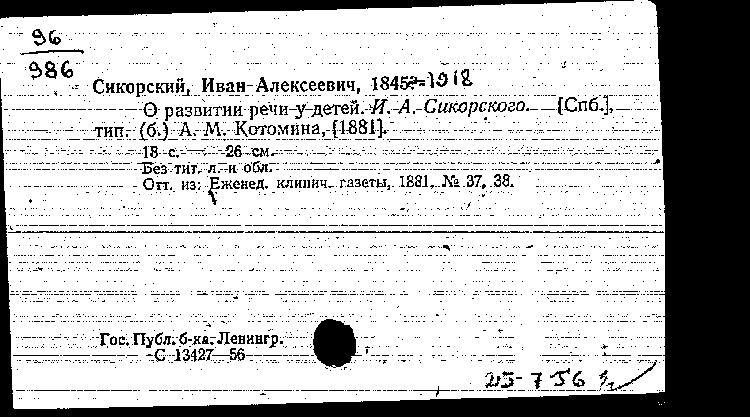 96
986
Сикорский, Иван Алексеевич, 1845?-1918
О развитии речи у детей. И. А. Сикорского. [Спб.],
тип. (б.) А. М. Котомина, [1881].
18 с. 26 см.
Без тит. л. и обл.
Отт. из: Еженед. клинич. газеты, 1881, № 37, 38.
Гос. Публ. б-ка. Ленингр.
С 13427 56